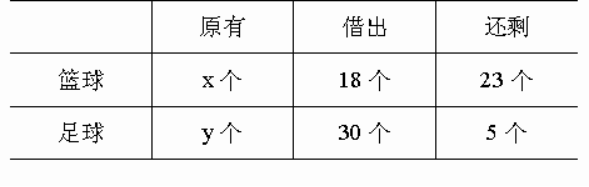 原有 借出 还剩
篮球 x个 18个 23个
足球 y个 30个 5个